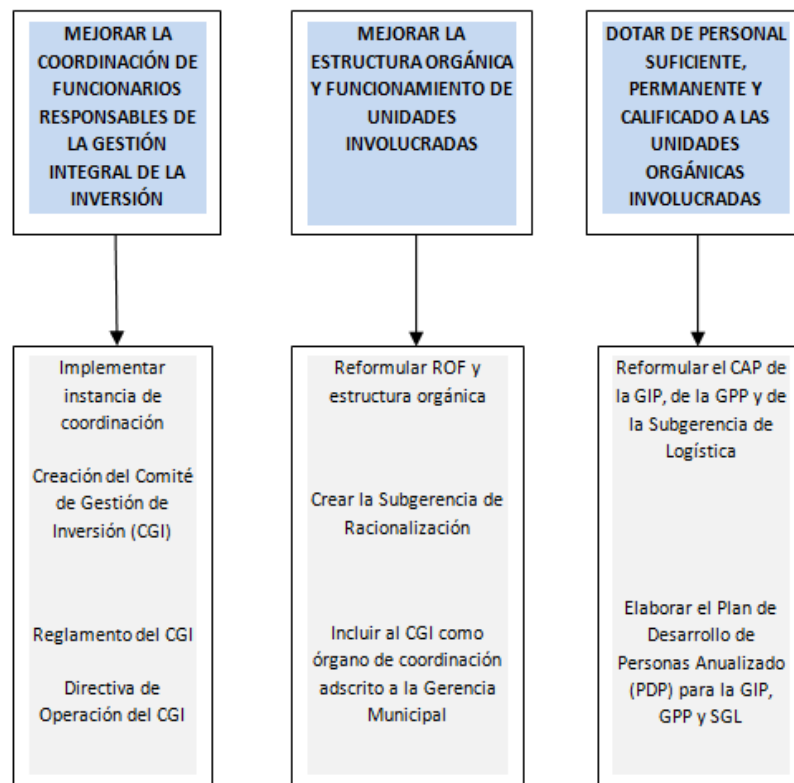 MEJORAR LA
COORDINACIÓN DE
FUNCIONARIOS
RESPONSABLES DE
LA GESTIÓN
INTEGRAL DE LA
INVERSIÓN
Implementar
instancia de
coordinación
Creación del Comité
de Gestión de
Inversión (CGI)
Reglamento del CGI
Directiva de
Operación del CGI
MEJORAR LA
ESTRUCTURA ORGÁNICA
Y FUNCIONAMIENTO DE
UNIDADES
INVOLUCRADAS
Reformular ROF y
estructura orgánica
Crear la Subgerencia de
Racionalización
Incluir al CGI como
órgano de coordinación
adscrito a la Gerencia
Municipal
DOTAR DE PERSONAL
SUFICIENTE,
PERMANENTE Y
CALIFICADO A LAS
UNIDADES
ORGÁNICAS
INVOLUCRADAS
Reformular el CAP de
la GIP, de la GPP y de
la Subgerencia de
Logística
Elaborar el Plan de
Desarrollo de
Personas Anualizado
(PDP) para la GIP,
GPP y SGL